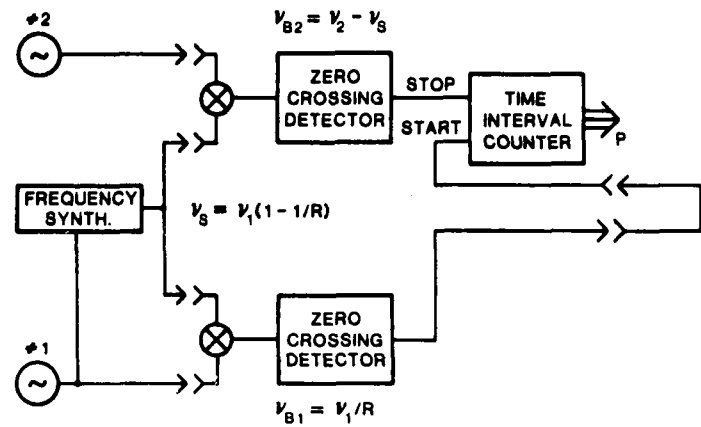 ≠2
ν_B2 = ν_2 − ν_S
ZERO
CROSSING
DETECTOR
STOP
START
TIME
INTERVAL
COUNTER
P
FREQUENCY
SYNTH.
ν_S = ν_1(1-1/R)
≠1
ZERO
CROSSING
DETECTOR
ν_B1 = ν_1/R